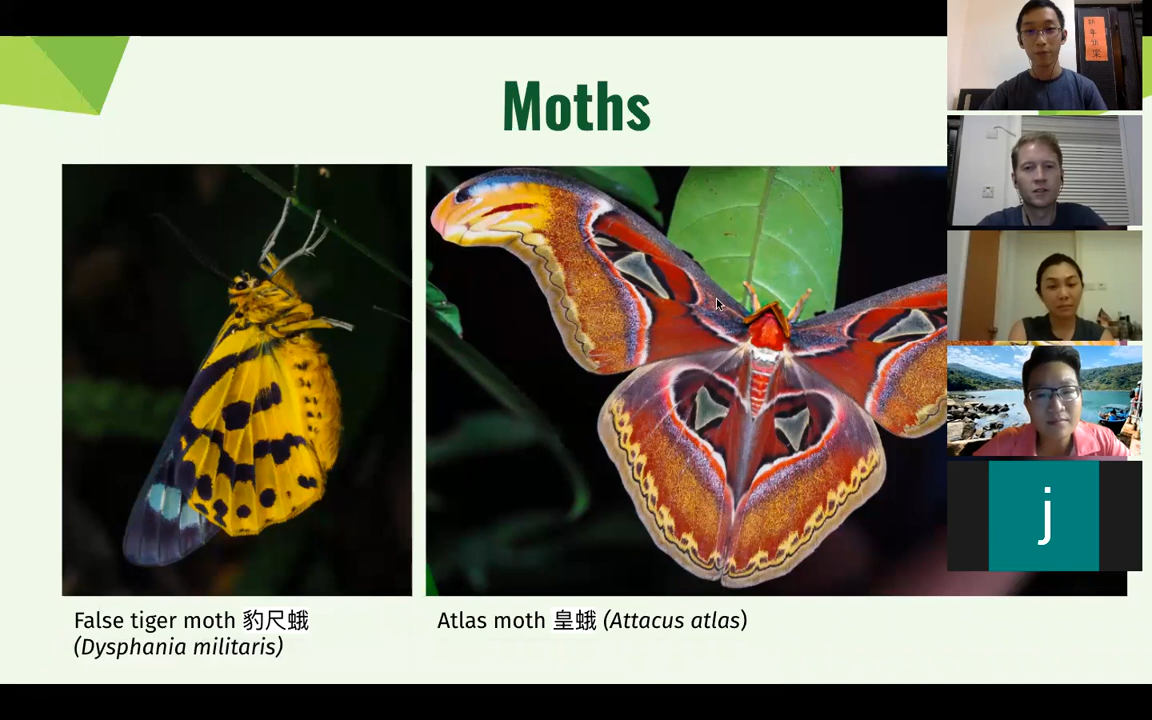 Moths
False tiger moth 豹尺蛾
(Dysphania militaris)
Atlas moth 皇蛾 (Attacus atlas)
j